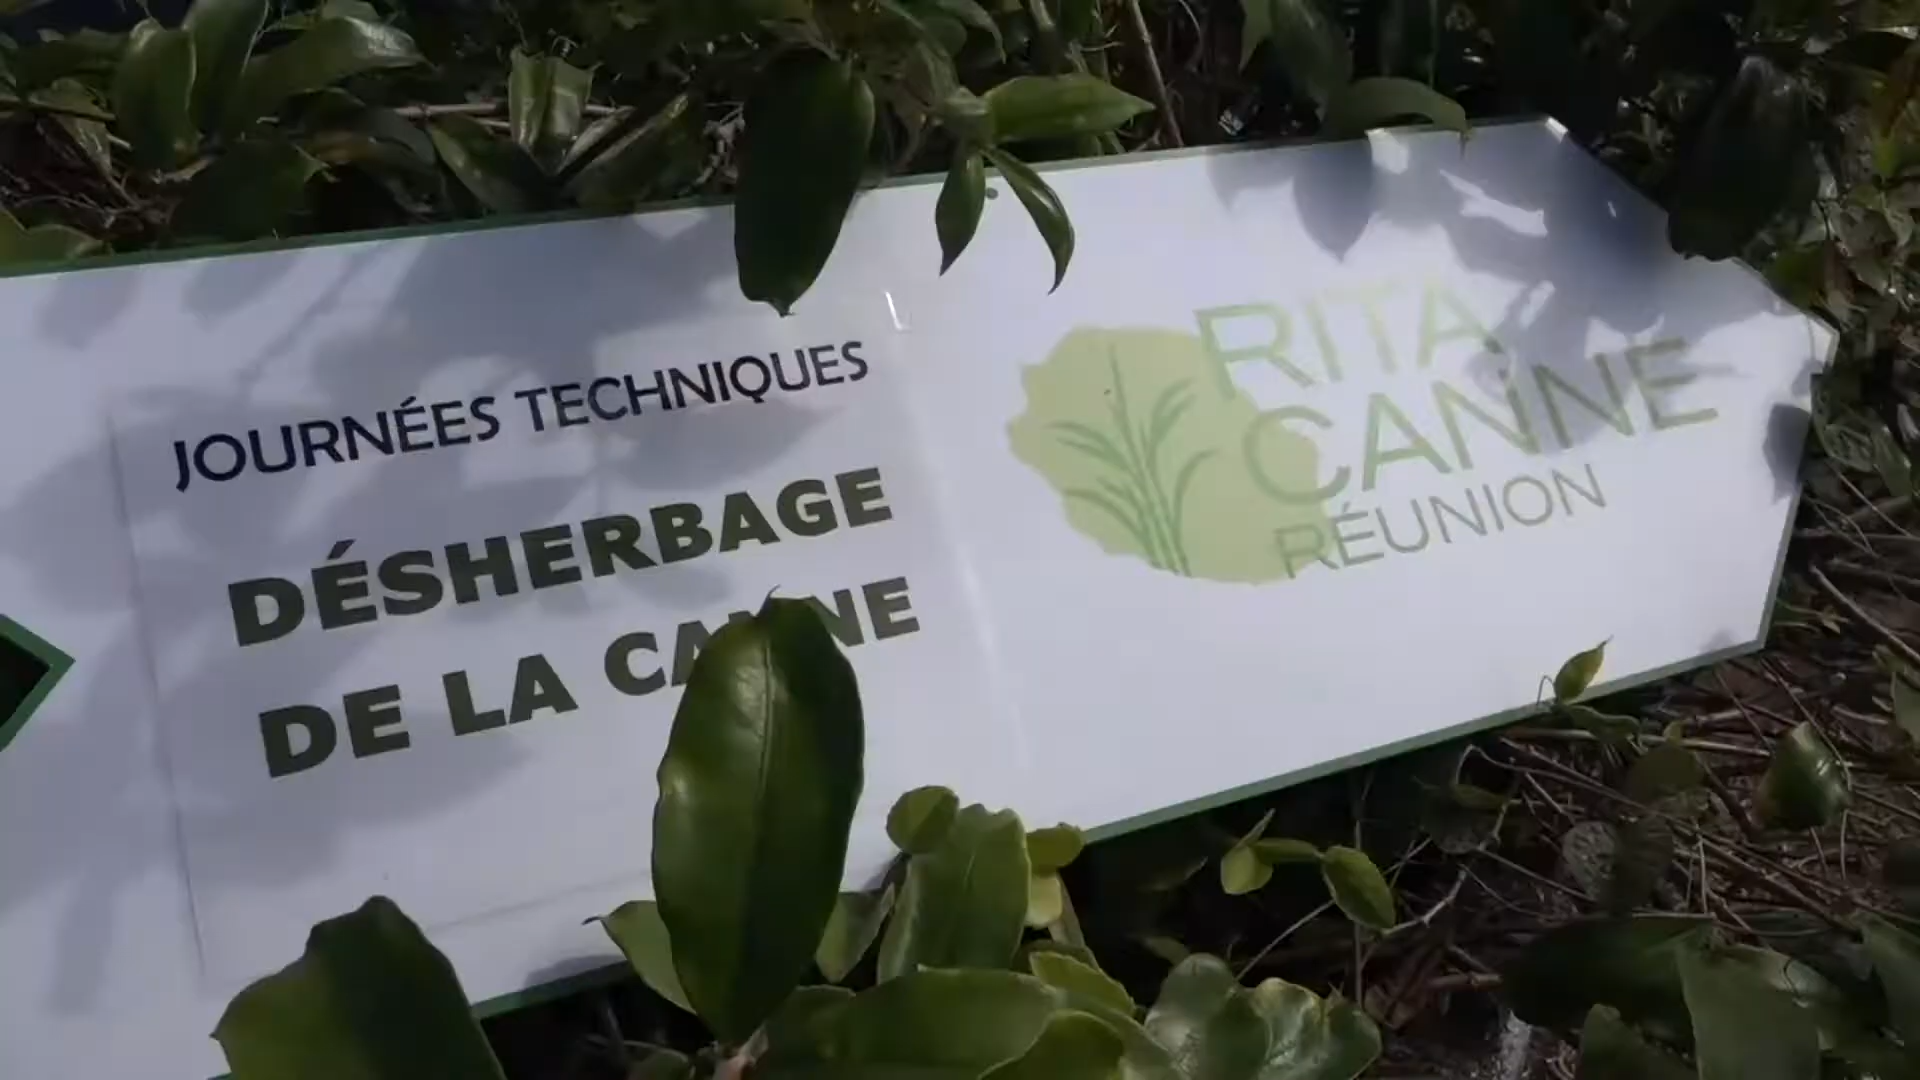 JOURNÉES TECHNIQUES
DÉSHERBAGE
DE LA CANNE
RITA
CANNE
RÉUNION